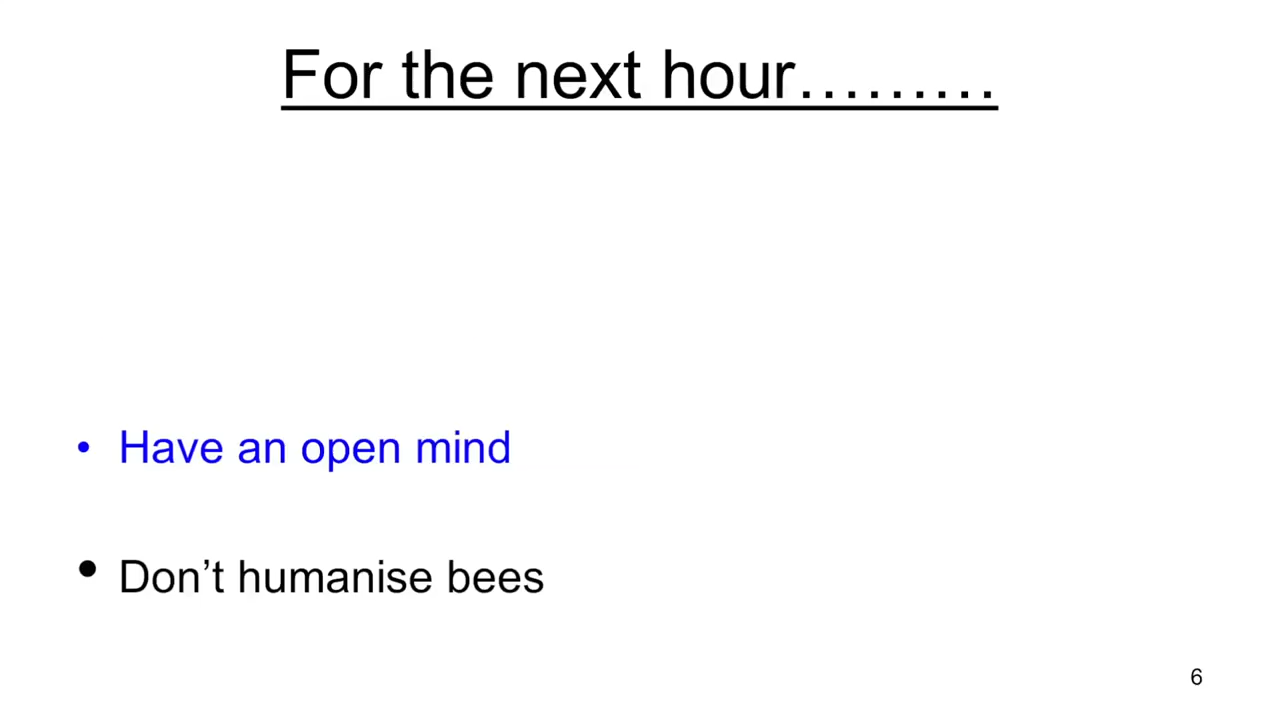 For the next hour………
• Have an open mind
• Don’t humanise bees
6